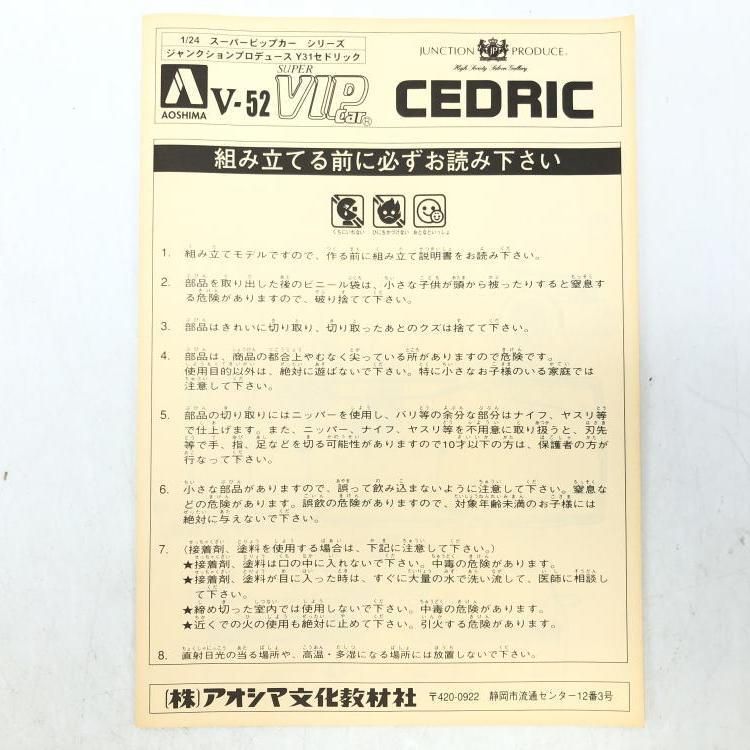 1/24 スーパービップカー シリーズ
ジャンクションプロデュース Y31セドリック
AOSHIMA
V-52
SUPER
VIP
car®
JUNCTION JP PRODUCE
High Society Saloon Gallery
CEDRIC
組み立てる前に必ずお読み下さい
くちにいれない ひにちかづけない おとなといっしょ
1. 組み立てモデルですので、作る前に組み立て説明書をお読み下さい。
2. 部品を取り出した後のビニール袋は、小さな子供が頭から被ったりすると窒息す
る危険がありますので、破り捨てて下さい。
3. 部品はきれいに切り取り、切り取ったあとのクズは捨てて下さい。
4. 部品は、商品の都合上やむなく尖っている所がありますので危険です。
使用目的以外は、絶対に遊ばないで下さい。特に小さなお子様のいる家庭では
注意して下さい。
5. 部品の切り取りにはニッパーを使用し、バリ等の余分な部分はナイフ、ヤスリ等
で仕上げます。また、ニッパー、ナイフ、ヤスリ等を不用意に取り扱うと、刃先
等で手、指、足などを切る可能性がありますので10才以下の方は、保護者の方が
行なって下さい。
6. 小さな部品がありますので、誤って飲み込まないように注意して下さい。窒息な
どの危険があります。誤飲の危険がありますので、対象年齢未満のお子様には
絶対に与えないで下さい。
7. (接着剤、塗料を使用する場合は、下記に注意して下さい。)
★接着剤、塗料は口の中に入れないで下さい。中毒の危険があります。
★接着剤、塗料が目に入った時は、すぐに大量の水で洗い流して、医師に相談し
て下さい。
★締め切った室内では使用しないで下さい。中毒の危険があります。
★近くでの火の使用も絶対に止めて下さい。引火する危険があります。
8. 直射日光の当る場所や、高温・多湿になる場所には放置しないで下さい。
(株)アオシマ文化教材社 〒420-0922 静岡市流通センター12番3号